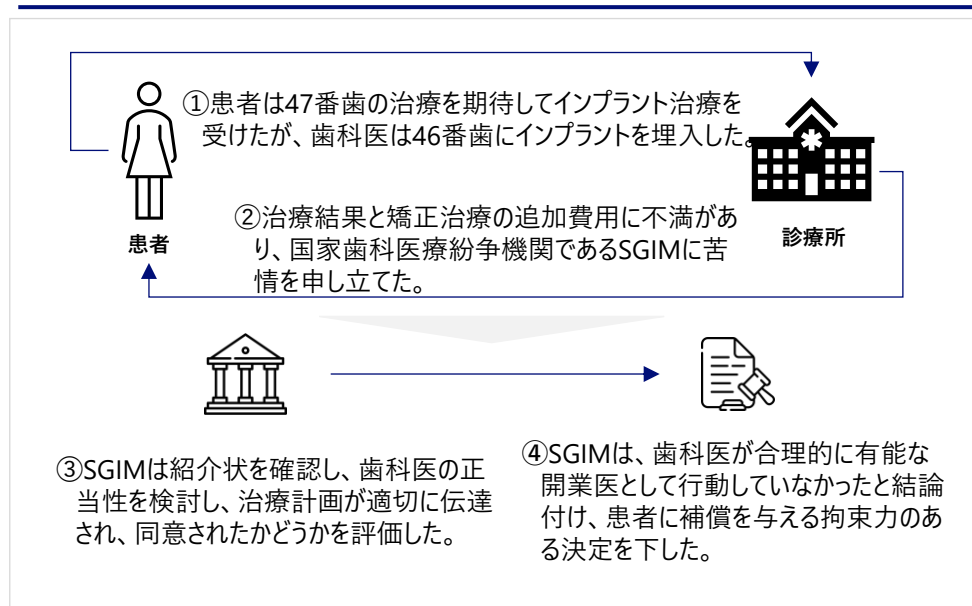 ①患者は47番歯の治療を期待してインプラント治療を
受けたが、歯科医は46番歯にインプラントを埋入した。
患者
診療所
②治療結果と矯正治療の追加費用に不満があ
り、国家歯科医療紛争機関であるSGIMに苦
情を申し立てた。
③SGIMは紹介状を確認し、歯科医の正
当性を検討し、治療計画が適切に伝達
され、同意されたかどうかを評価した。
④SGIMは、歯科医が合理的に有能な
開業医として行動していなかったと結論
付け、患者に補償を与える拘束力のあ
る決定を下した。